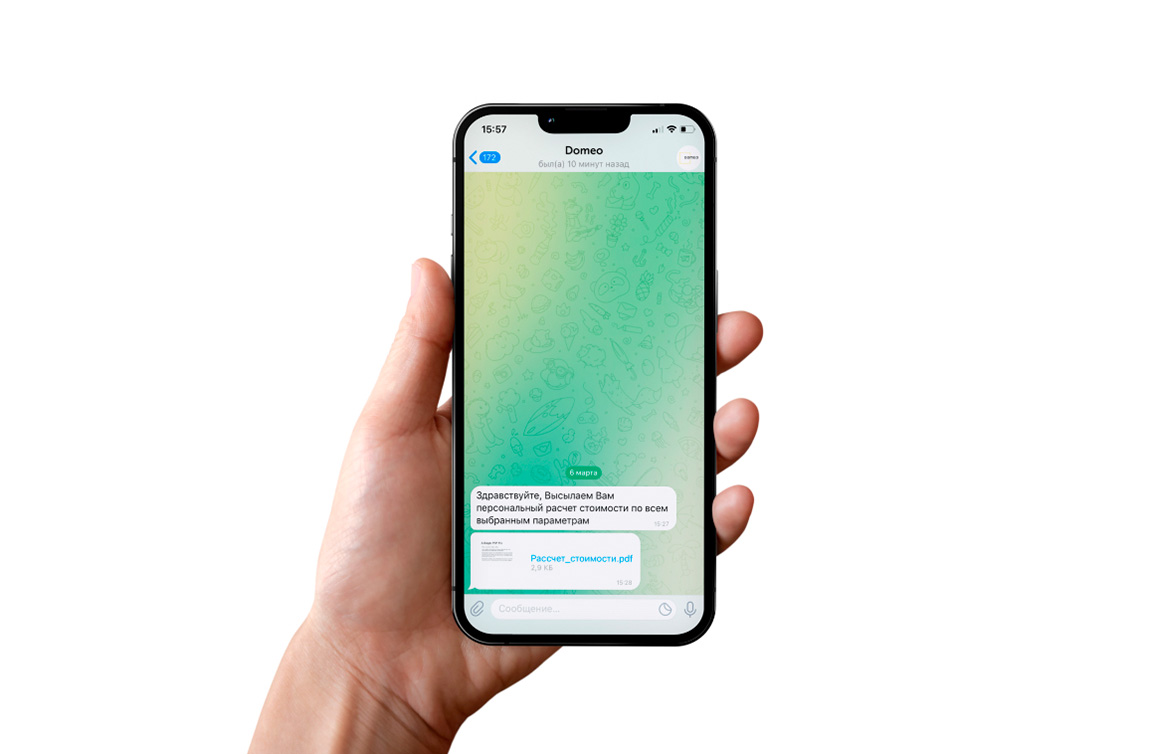 15:57
172
Domeo
был(а) 10 минут назад
6 марта
Здравствуйте, Высылаем Вам
персональный расчет стоимости по всем
выбранным параметрам
15:27
Рассчет_стоимости.pdf
2,9 КБ
15:28
Сообщение...